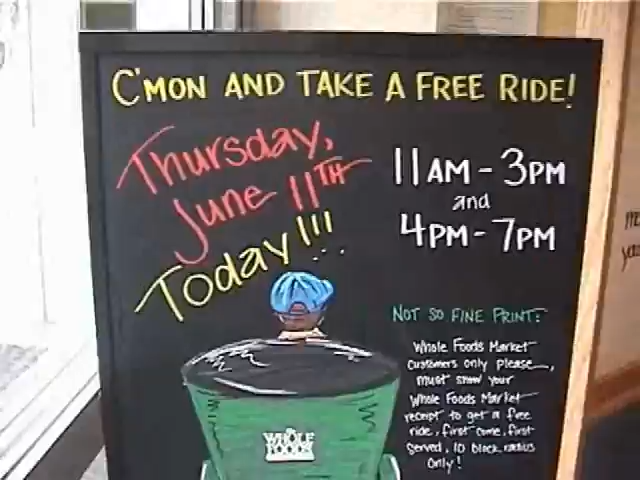 C'MON AND TAKE A FREE RIDE!
Thursday,
June 11TH
Today!!!
11AM - 3PM
and
4PM - 7PM
NOT SO FINE PRINT:
Whole Foods Market
Customers only please,
must show your
Whole Foods Market
receipt to get a free
ride, first come, first
served, 10 block radius
only!
WHOLE
FOODS